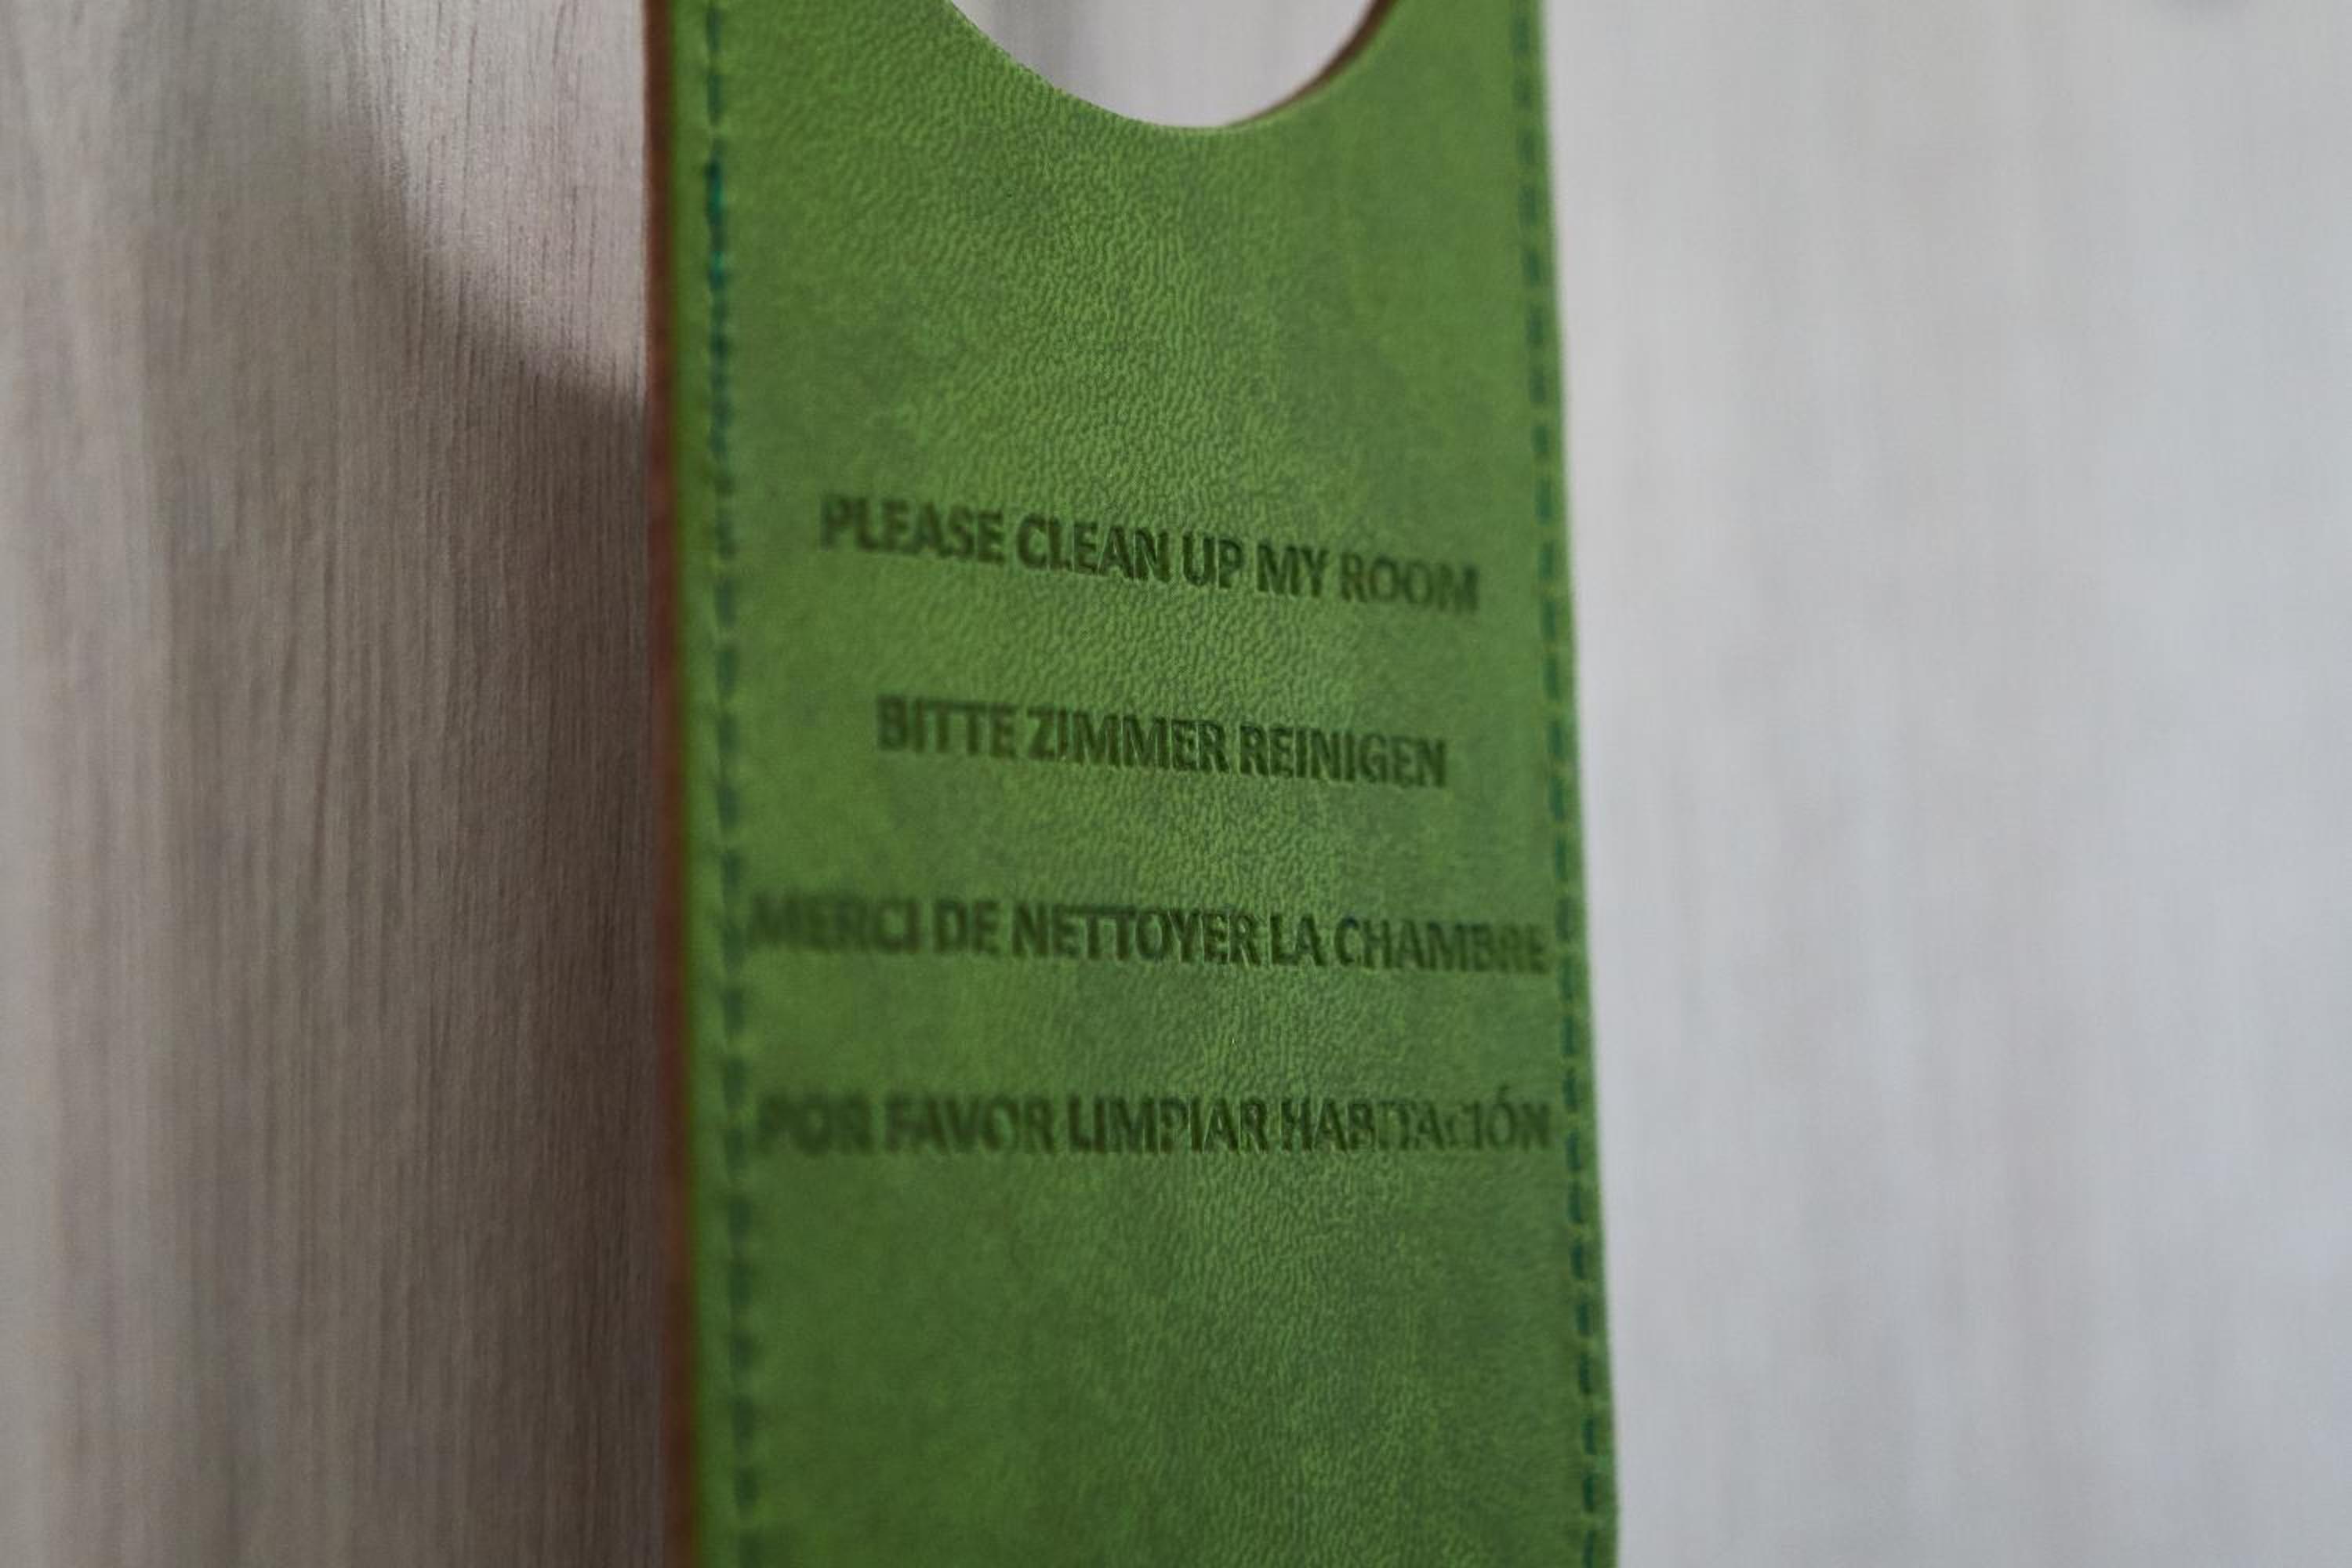 PLEASE CLEAN UP MY ROOM
BITTE ZIMMER REINIGEN
MERCI DE NETTOYER LA CHAMBRE
POR FAVOR LIMPIAR HABITACIÓN